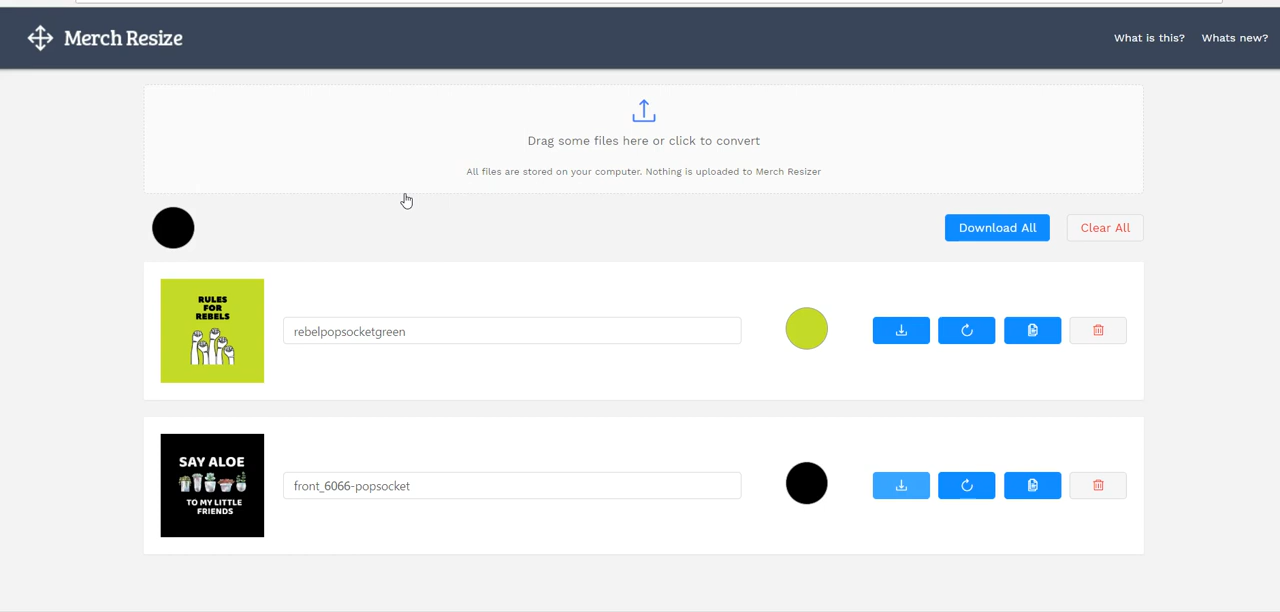 Merch Resize
What is this?
Whats new?
Drag some files here or click to convert
All files are stored on your computer. Nothing is uploaded to Merch Resizer
Download All
Clear All
RULES
FOR
REBELS
rebelpopsocketgreen
SAY ALOE
TO MY LITTLE
FRIENDS
front_6066-popsocket